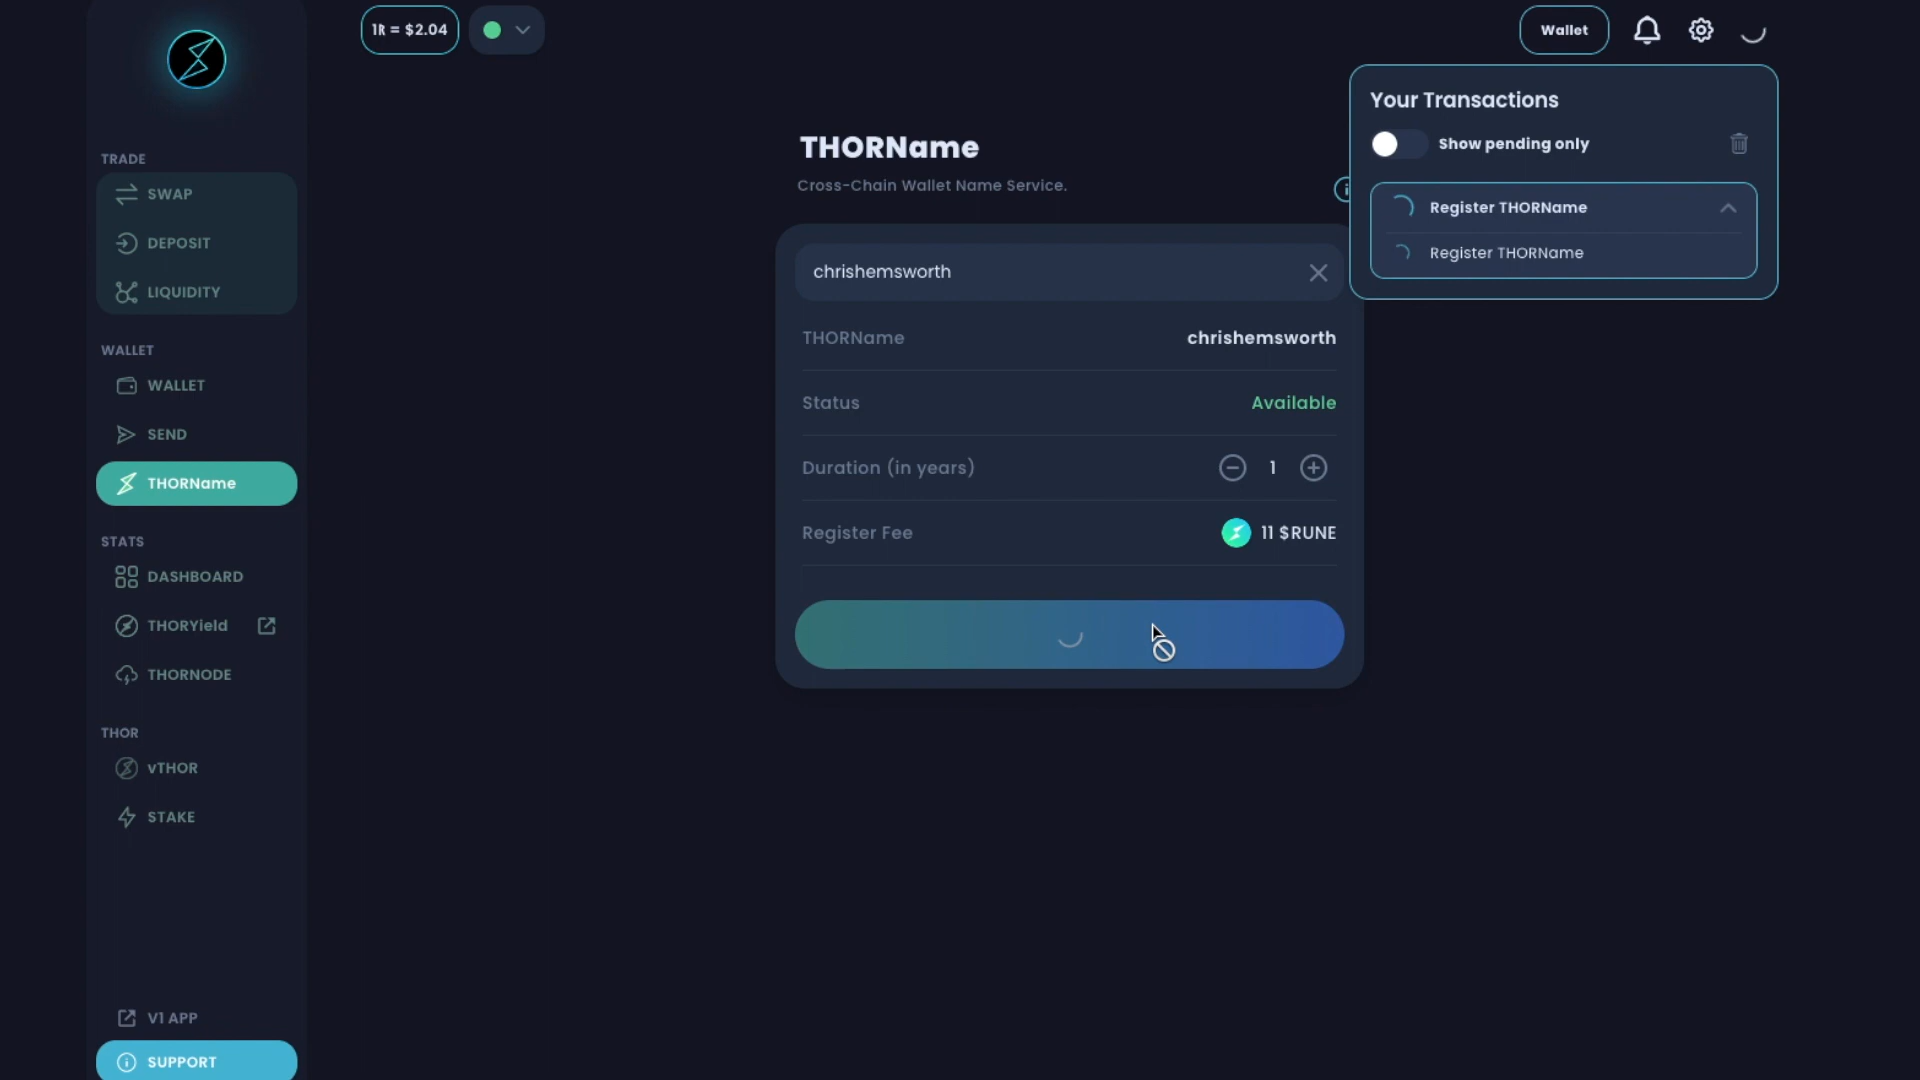 1ᚱ = $2.04
Wallet
TRADE
SWAP
DEPOSIT
LIQUIDITY
WALLET
WALLET
SEND
THORName
STATS
DASHBOARD
THORYield
THORNODE
THOR
vTHOR
STAKE
V1 APP
SUPPORT
THORName
Cross-Chain Wallet Name Service.
chrishemsworth
THORName chrishemsworth
Status Available
Duration (in years) 1
Register Fee 11 $RUNE
Your Transactions
Show pending only
Register THORName
Register THORName